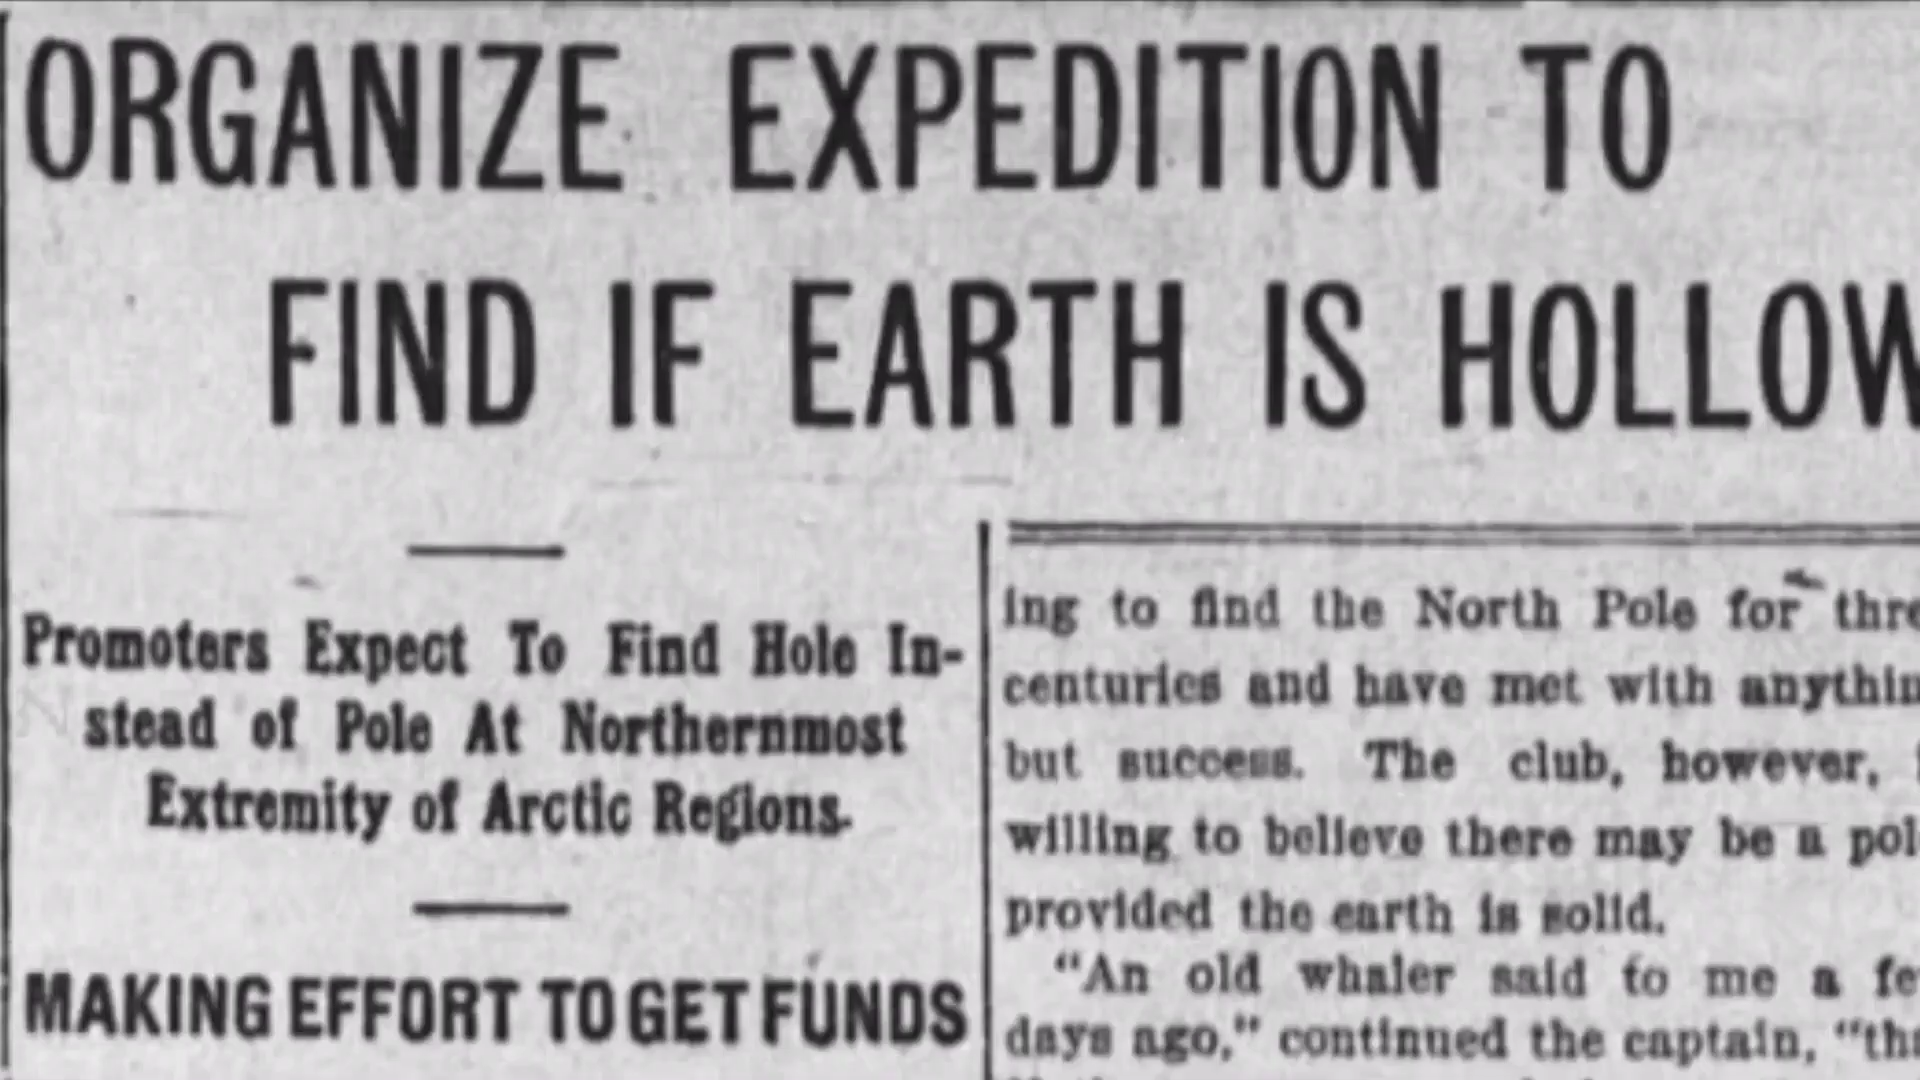 ORGANIZE EXPEDITION TO
FIND IF EARTH IS HOLLOW
Promoters Expect To Find Hole In-
stead of Pole At Northernmost
Extremity of Arctic Regions.
MAKING EFFORT TO GET FUNDS
ing to find the North Pole for
centuries and have met with
but success. The club, however,
willing to believe there may be a
provided the earth is solid.
"An old whaler said to me a
days ago," continued the captain,